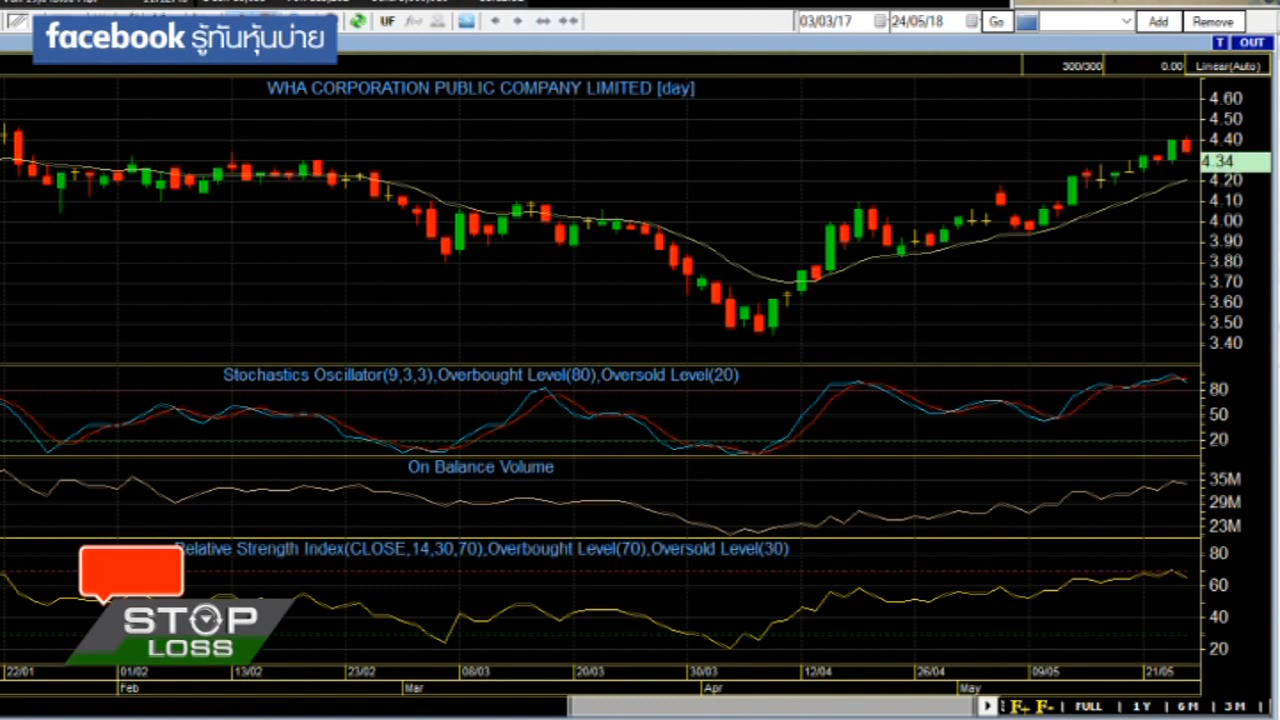 UF
03/03/17
24/05/18
Go
Add
Remove
facebook รู้ทันหุ้นบ่าย
T
OUT
300/300
0.00
Linear(Auto)
WHA CORPORATION PUBLIC COMPANY LIMITED [day]
4.60
4.50
4.40
4.34
4.20
4.10
4.00
3.90
3.80
3.70
3.60
3.50
3.40
Stochastics Oscillator(9,3,3),Overbought Level(80),Oversold Level(20)
80
50
20
On Balance Volume
35M
29M
23M
Relative Strength Index(CLOSE,14,30,70),Overbought Level(70),Oversold Level(30)
80
60
40
20
STOP
LOSS
22/01
01/02
13/02
23/02
08/03
20/03
30/03
12/04
26/04
09/05
21/05
Feb
Mar
Apr
May
F+ F- | FULL | 1Y | 6M | 3M |